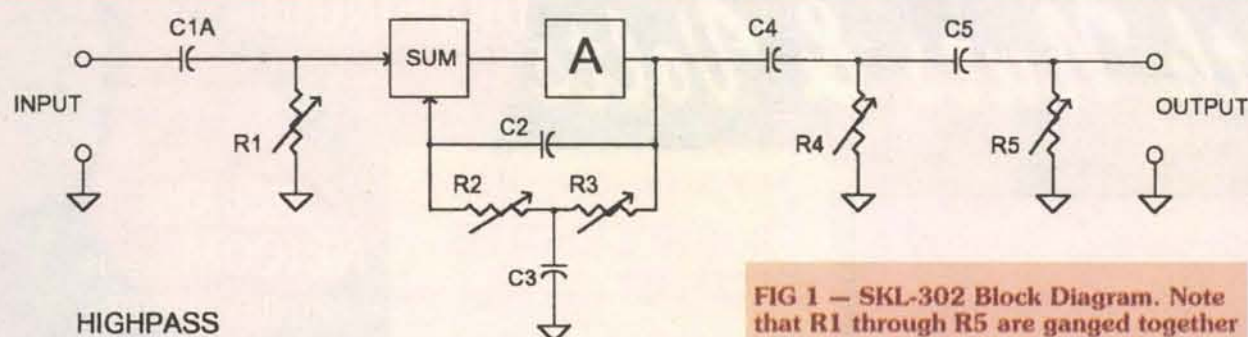 C1A
C4
C5
SUM
A
INPUT
OUTPUT
R1
C2
R4
R5
R2
R3
C3
HIGHPASS
FIG 1 — SKL-302 Block Diagram. Note
that R1 through R5 are ganged together